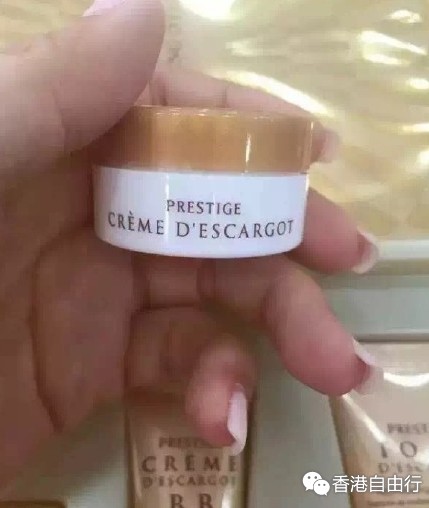 PRESTIGE
CRÈME D'ESCARGOT
PRESTIGE
CRÈME
D'ESCARGOT
BB
香港自由行